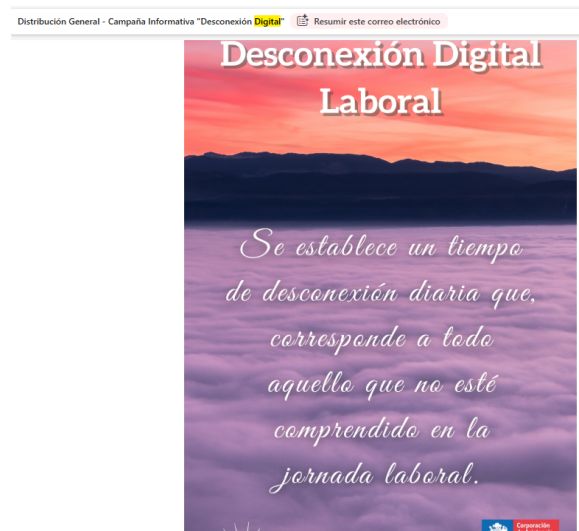 Distribución General - Campaña Informativa "Desconexión Digital" Resumir este correo electrónico
Desconexión Digital
Laboral
Se establece un tiempo
de desconexión diaria que,
corresponde a todo
aquello que no esté
comprendido en la
jornada laboral.
Corporación